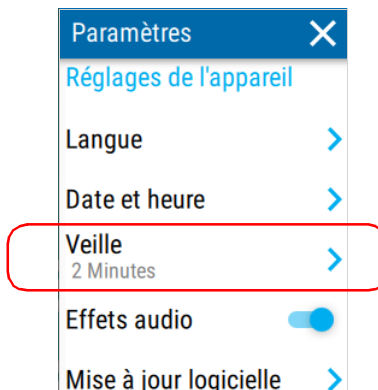 Paramètres
Réglages de l'appareil
Langue
Date et heure
Veille
2 Minutes
Effets audio
Mise à jour logicielle